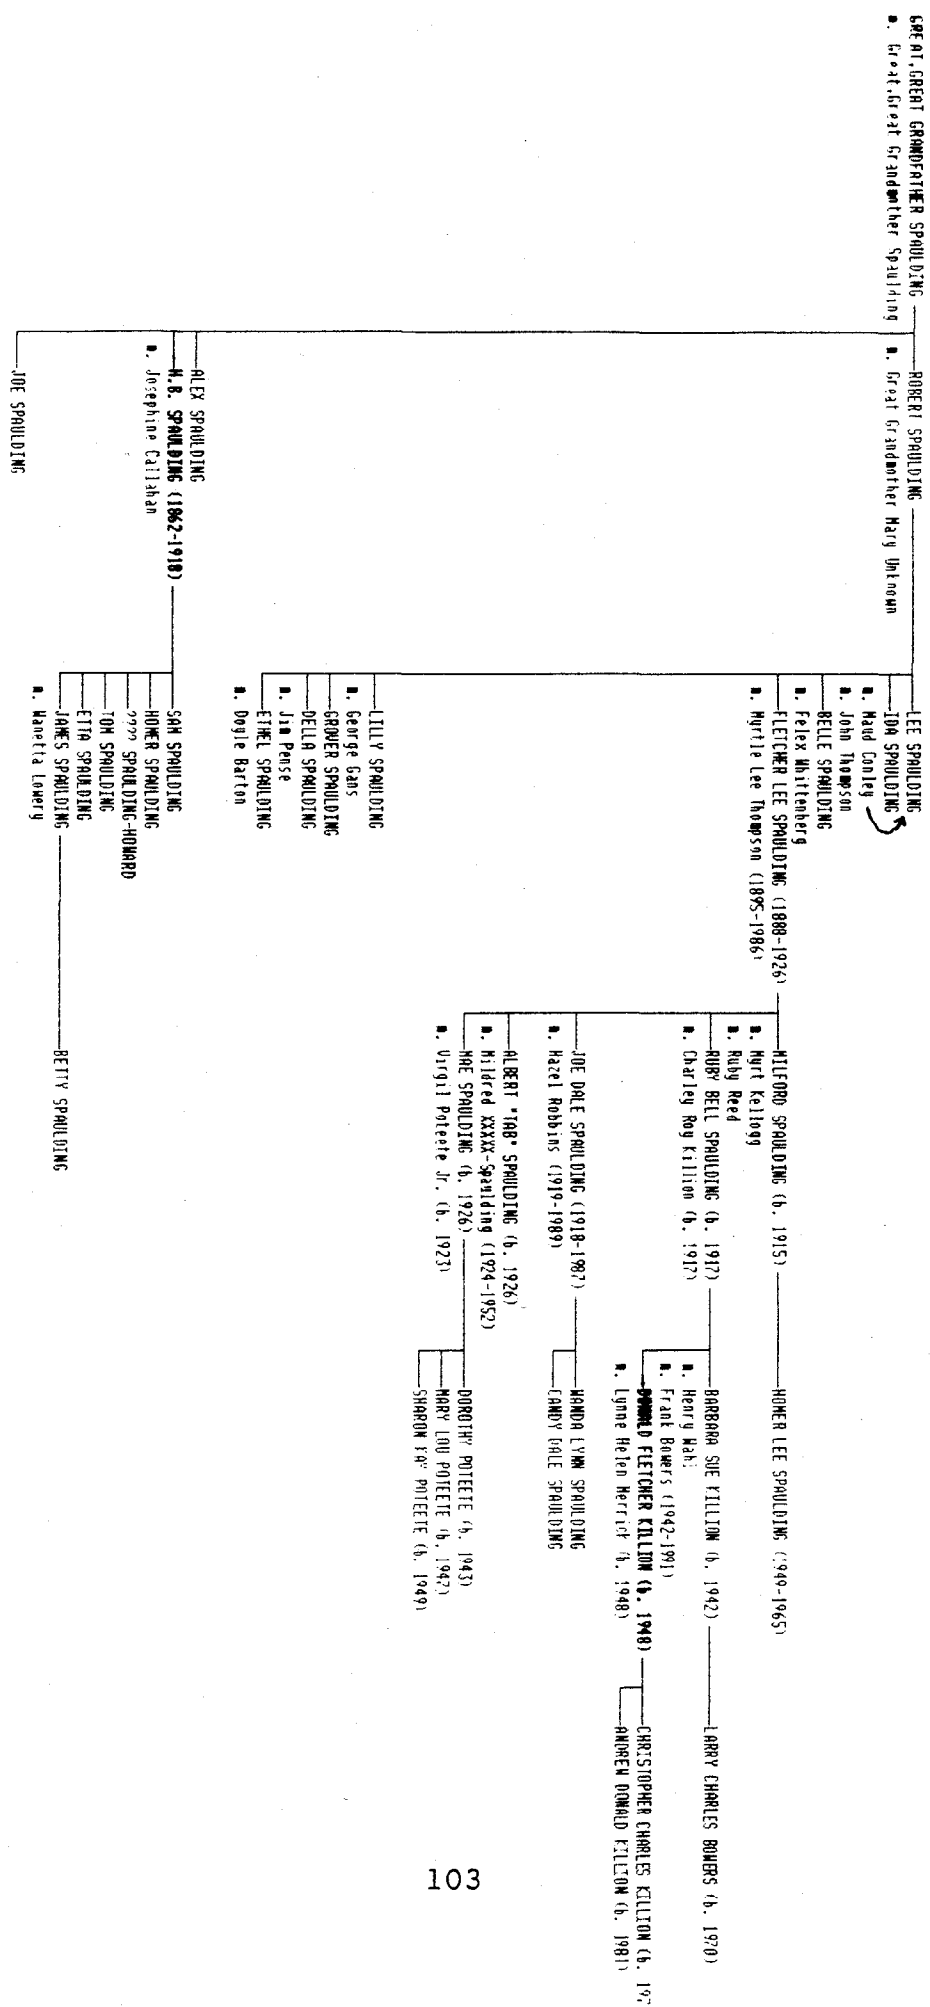 GREAT,GREAT GRANDFATHER SPAULDING
m. Great,Great Grandmother Spaulding
ROBERT SPAULDING
m. Great Grandmother Mary Unknown
LEE SPAULDING
IDA SPAULDING
m. Maud Conley
m. John Thompson
BELLE SPAULDING
m. Felex Whittenberg
FLETCHER LEE SPAULDING (1888-1926)
m. Myrtle Lee Thompson (1895-1986)
MILFORD SPAULDING (b. 1915)
m. Myrt Kellogg
m. Ruby Reed
HOMER LEE SPAULDING (1949-1965)
RUBY BELL SPAULDING (b. 1917)
m. Charley Roy Killion (b. 1917)
BARBARA SUE KILLION (b. 1942)
m. Henry Wahl
m. Frank Bowers (1942-1991)
LARRY CHARLES BOWERS (b. 1970)
DONALD FLETCHER KILLION (b. 1948)
m. Lynne Helen Merrick (b. 1948)
CHRISTOPHER CHARLES KILLION (b. 197
ANDREW DONALD KILLION (b. 1981)
JOE DALE SPAULDING (1918-1987)
m. Hazel Robbins (1919-1989)
WANDA LYNN SPAULDING
CANDY DALE SPAULDING
ALBERT "TAB" SPAULDING (b. 1926)
m. Mildred XXXXX-Spaulding (1924-1952)
MAE SPAULDING (b. 1926)
m. Virgil Poteete Jr. (b. 1923)
DOROTHY POTEETE (b. 1943)
MARY LOU POTEETE (b. 1947)
SHARON KAY POTEETE (b. 1949)
LILLY SPAULDING
m. George Gans
GROVER SPAULDING
DELLA SPAULDING
m. Jim Pense
ETHEL SPAULDING
m. Doyle Barton
ALEX SPAULDING
SPAULDING (1862-1918)
m. Josephine Callahan
SAM SPAULDING
HOMER SPAULDING
???? SPAULDING-HOWARD
TOM SPAULDING
ETTA SPAULDING
JAMES SPAULDING
m. Wanetta Lowery
BETTY SPAULDING
JOE SPAULDING
103